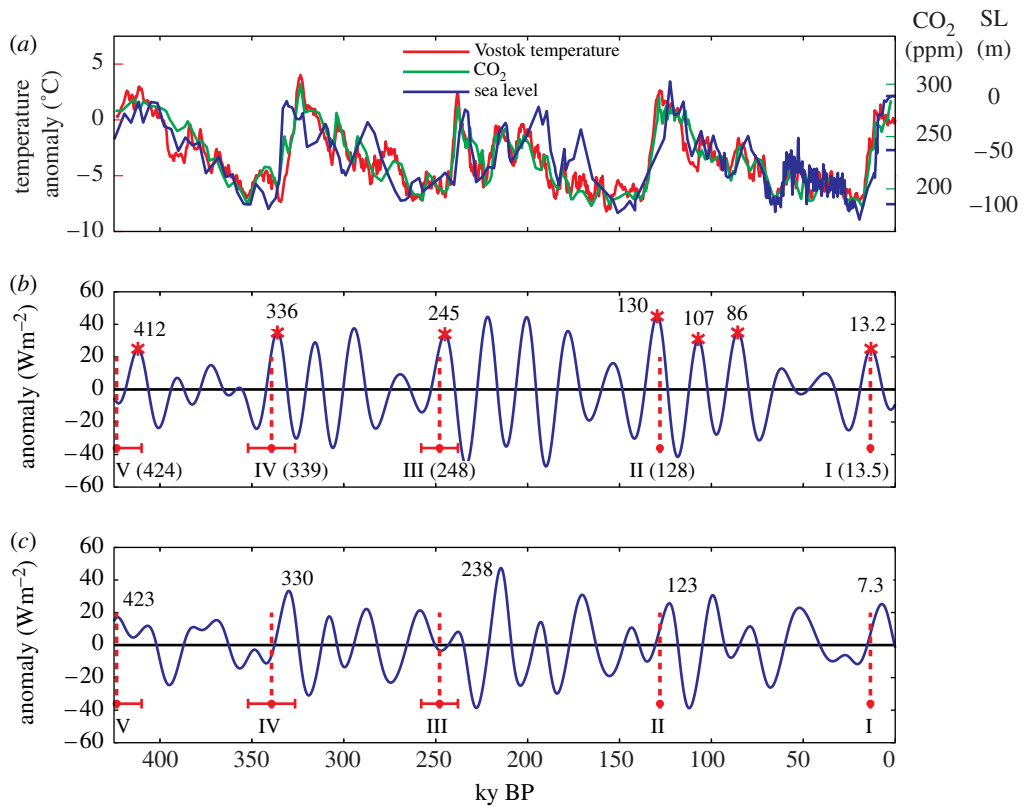 (a)
CO2 (ppm)
SL (m)
Vostok temperature
CO2
sea level
temperature anomaly (˚C)
5
0
−5
−10
300
250
200
0
−50
−100
(b)
anomaly (Wm−2)
60
40
20
0
−20
−40
−60
412
336
245
130
107
86
13.2
V (424)
IV (339)
III (248)
II (128)
I (13.5)
(c)
anomaly (Wm−2)
60
40
20
0
−20
−40
−60
423
330
238
123
7.3
V
IV
III
II
I
400
350
300
250
200
150
100
50
0
ky BP